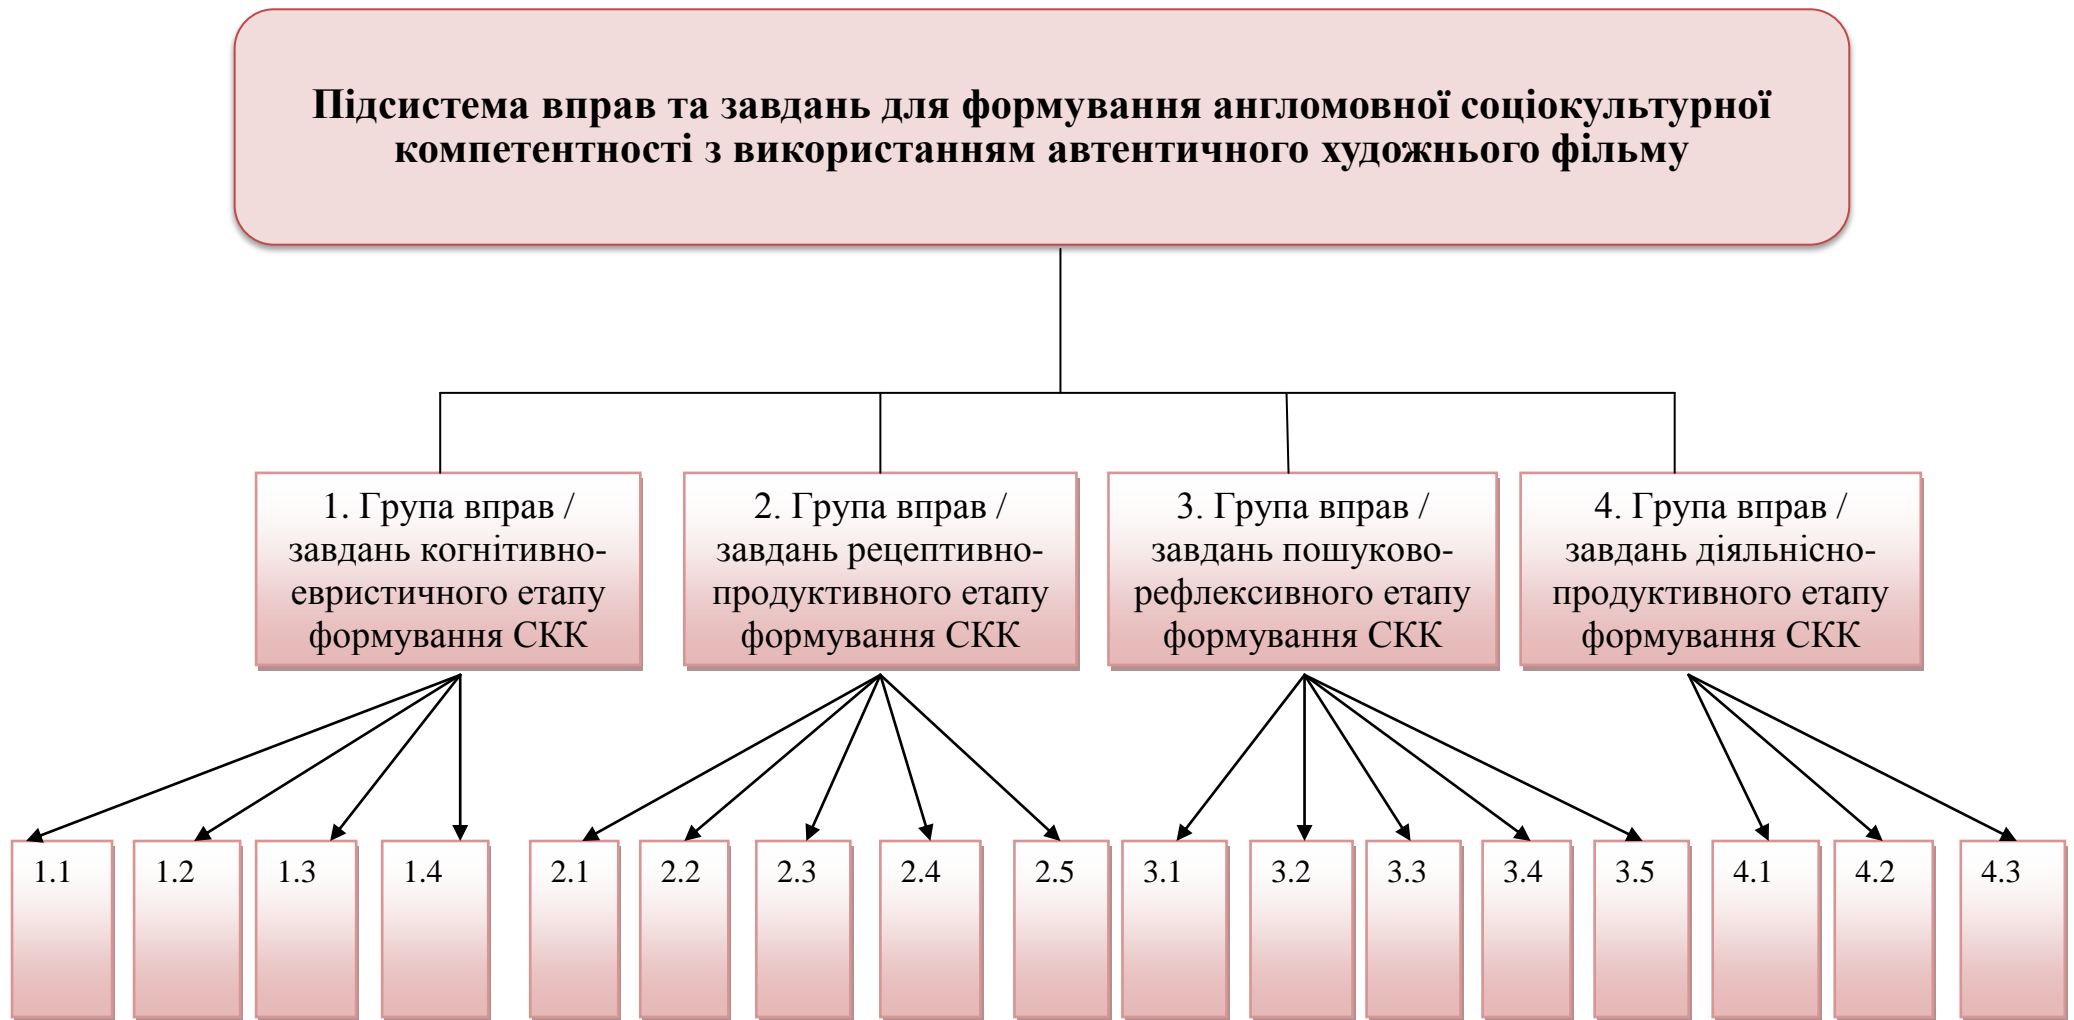 Підсистема вправ та завдань для формування англомовної соціокультурної
компетентності з використанням автентичного художнього фільму
1. Група вправ /
завдань когнітивно-
евристичного етапу
формування СКК
2. Група вправ /
завдань рецептивно-
продуктивного етапу
формування СКК
3. Група вправ /
завдань пошуково-
рефлексивного етапу
формування СКК
4. Група вправ /
завдань діяльнісно-
продуктивного етапу
формування СКК
1.1
1.2
1.3
1.4
2.1
2.2
2.3
2.4
2.5
3.1
3.2
3.3
3.4
3.5
4.1
4.2
4.3